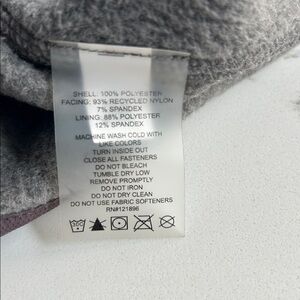 SHELL: 100% POLYESTER
FACING: 93% RECYCLED NYLON
7% SPANDEX
LINING: 88% POLYESTER
12% SPANDEX
MACHINE WASH COLD WITH
LIKE COLORS
TURN INSIDE OUT
CLOSE ALL FASTENERS
DO NOT BLEACH
TUMBLE DRY LOW
REMOVE PROMPTLY
DO NOT IRON
DO NOT DRY CLEAN
DO NOT USE FABRIC SOFTENERS
RN#121896